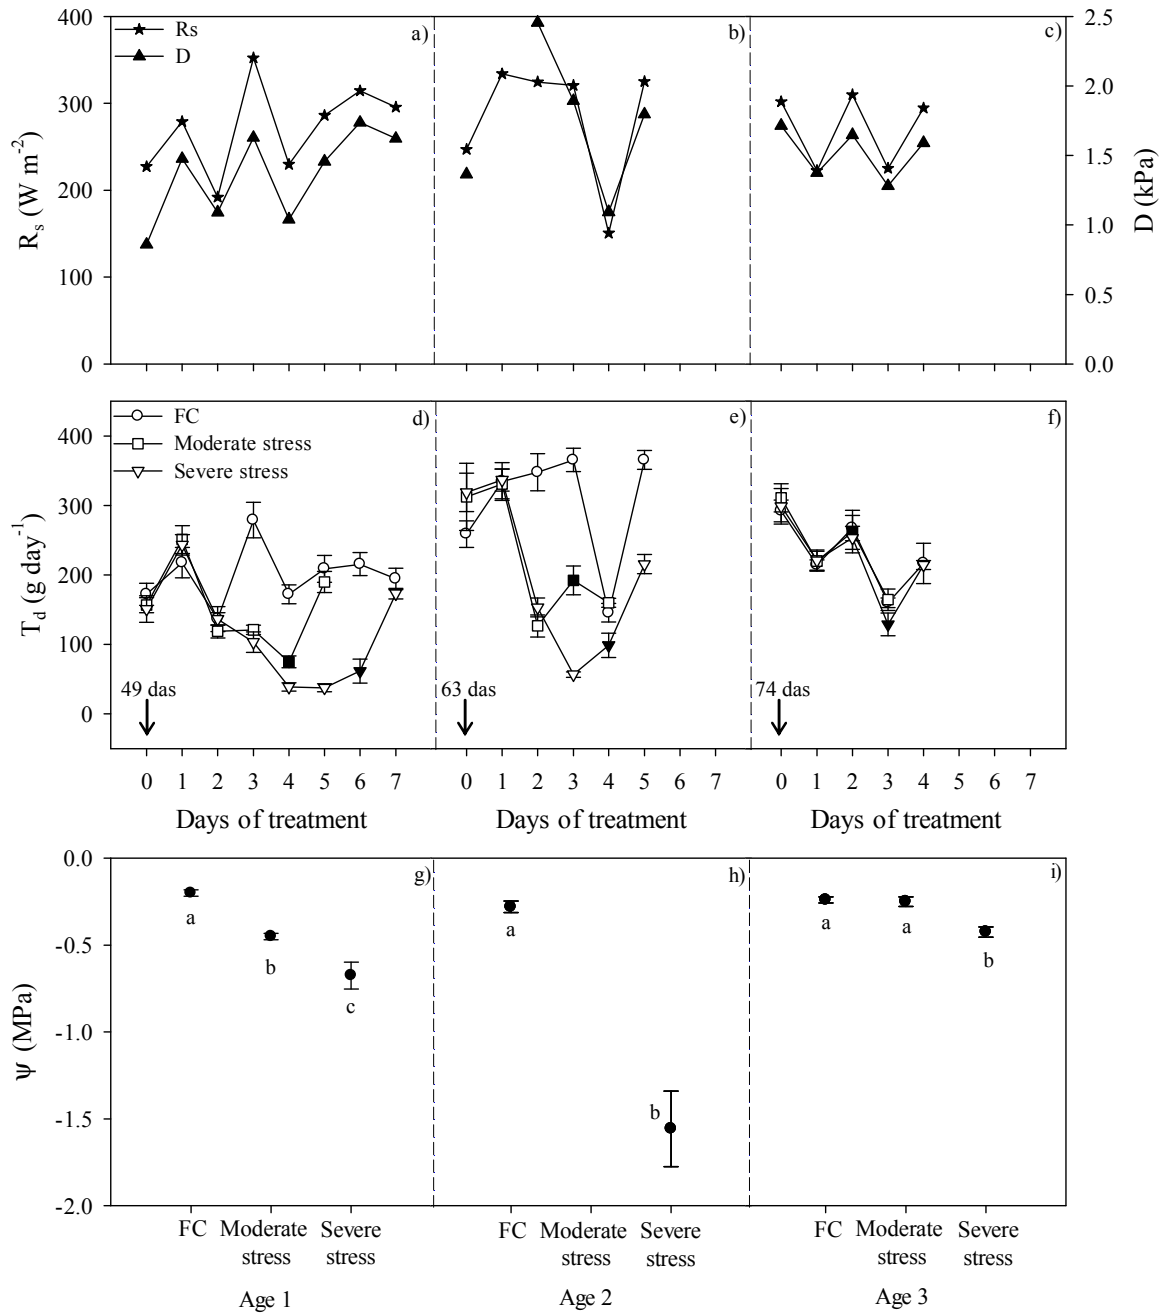 400
300
200
100
0
Rs (W m-2)
Rs
D
a)
b)
c)
2.5
2.0
1.5
1.0
0.5
0.0
D (kPa)
400
300
200
100
0
Td (g day-1)
FC
Moderate stress
Severe stress
d)
e)
f)
49 das
63 das
74 das
0 1 2 3 4 5 6 7
0 1 2 3 4 5 6 7
0 1 2 3 4 5 6 7
Days of treatment
Days of treatment
Days of treatment
0.0
-0.5
-1.0
-1.5
-2.0
ψ (MPa)
g)
h)
i)
a
b
c
a
b
a
a
b
FC
Moderate
stress
Severe
stress
FC
Moderate
stress
Severe
stress
FC
Moderate
stress
Severe
stress
Age 1
Age 2
Age 3